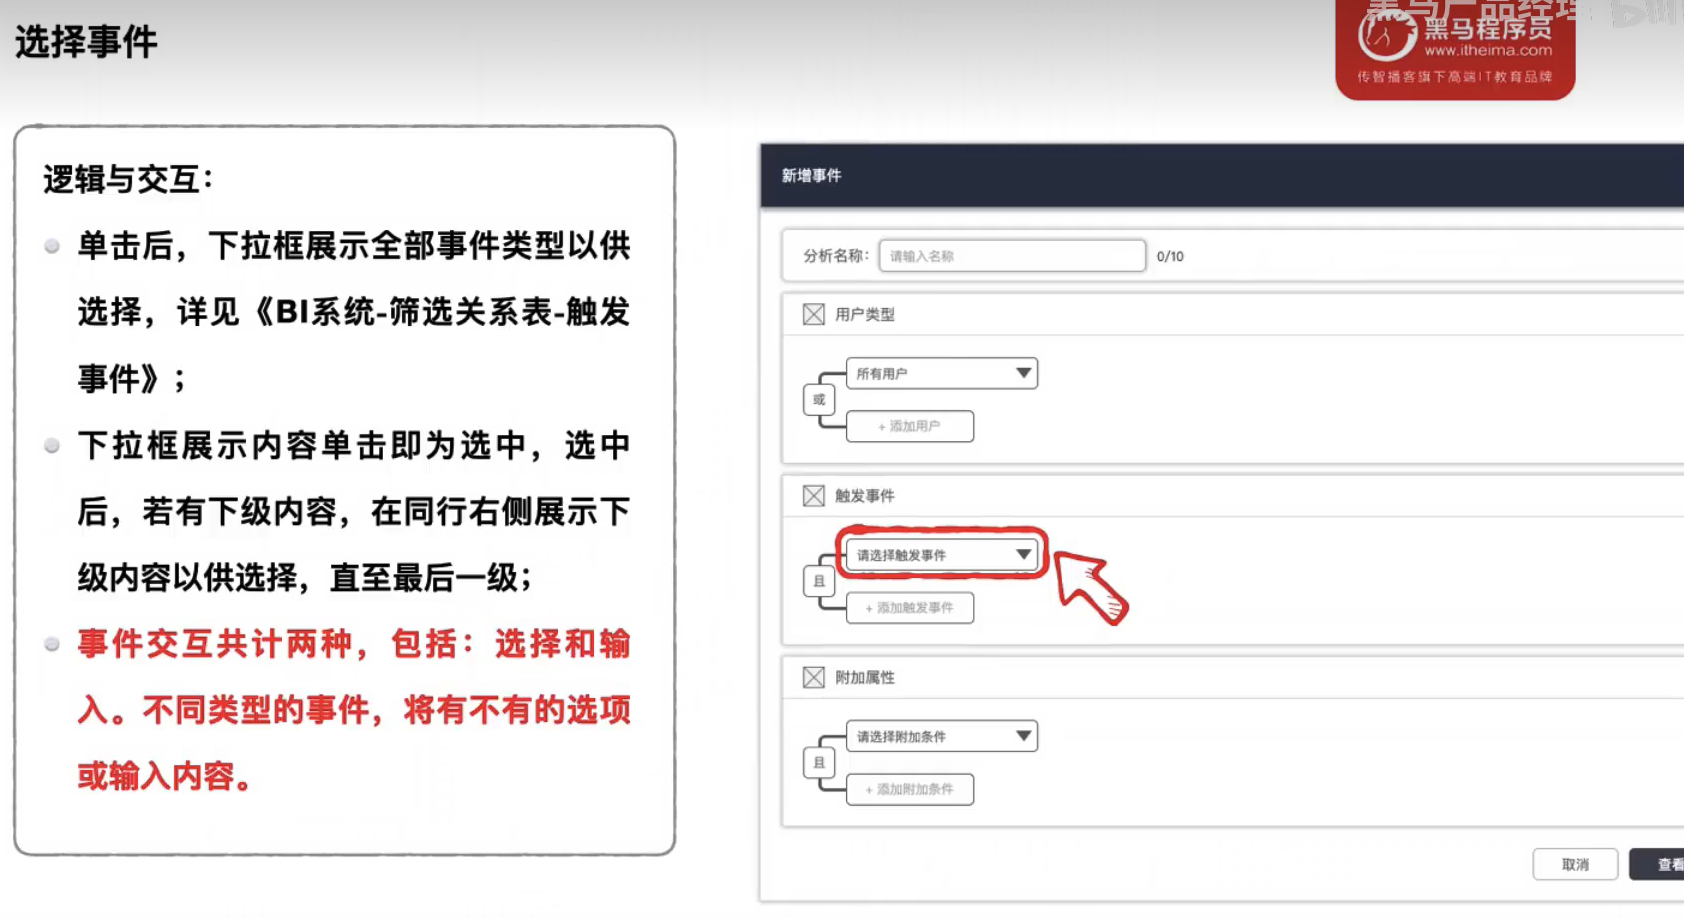 选择事件
黑马产品经理
黑马程序员
www.itheima.com
传智播客旗下高端IT教育品牌
逻辑与交互：
单击后，下拉框展示全部事件类型以供
选择，详见《BI系统-筛选关系表-触发
事件》；
下拉框展示内容单击即为选中，选中
后，若有下级内容，在同行右侧展示下
级内容以供选择，直至最后一级；
事件交互共计两种，包括：选择和输
入。不同类型的事件，将有不有的选项
或输入内容。
新增事件
分析名称： 请输入名称 0/10
用户类型
所有用户
或
+ 添加用户
触发事件
请选择触发事件
且
+ 添加触发事件
附加属性
请选择附加条件
且
+ 添加附加条件
取消 查看